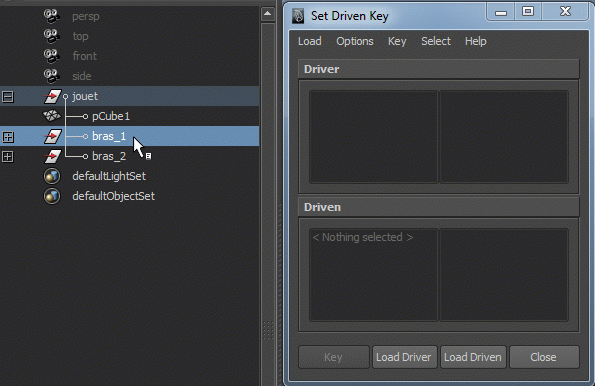 persp
top
front
side
jouet
pCube1
bras_1
bras_2
defaultLightSet
defaultObjectSet
Set Driven Key
Load Options Key Select Help
Driver
Driven
< Nothing selected >
Key Load Driver Load Driven Close